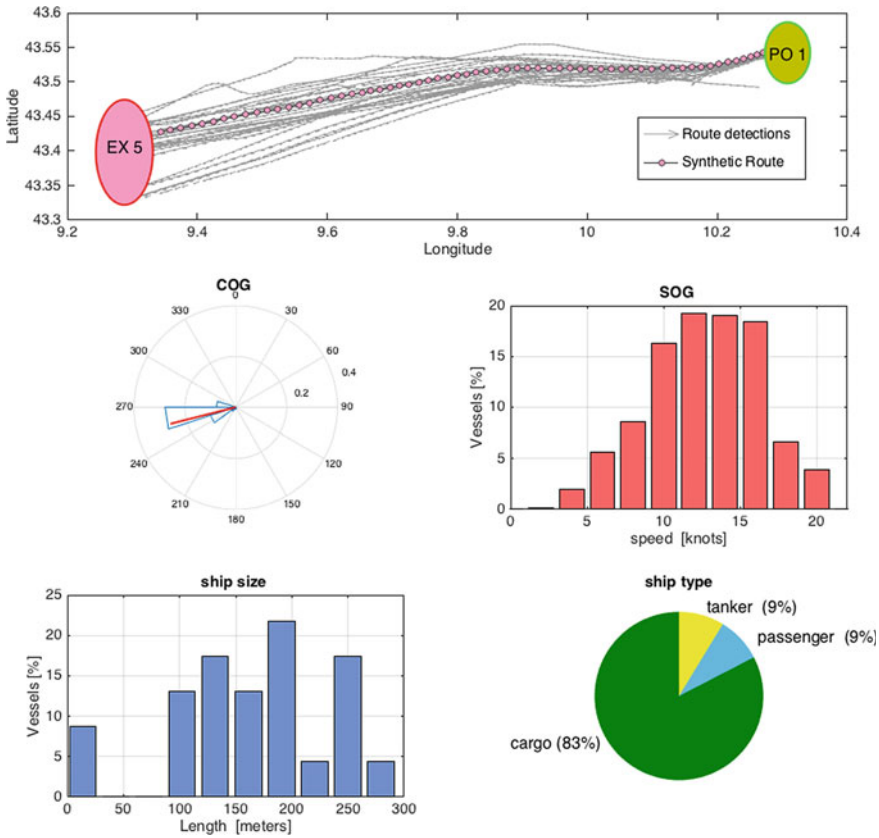 43.6
43.55
43.5
43.45
43.4
43.35
43.3
Latitude
EX 5
PO 1
Route detections
Synthetic Route
9.2 9.4 9.6 9.8 10 10.2 10.4
Longitude
COG
0
30
60
90
120
150
180
210
240
270
300
330
0.2
0.4
SOG
20
15
10
5
0
Vessels [%]
0 5 10 15 20
speed [knots]
ship size
25
20
15
10
5
0
Vessels [%]
0 50 100 150 200 250 300
Length [meters]
ship type
tanker (9%)
passenger (9%)
cargo (83%)